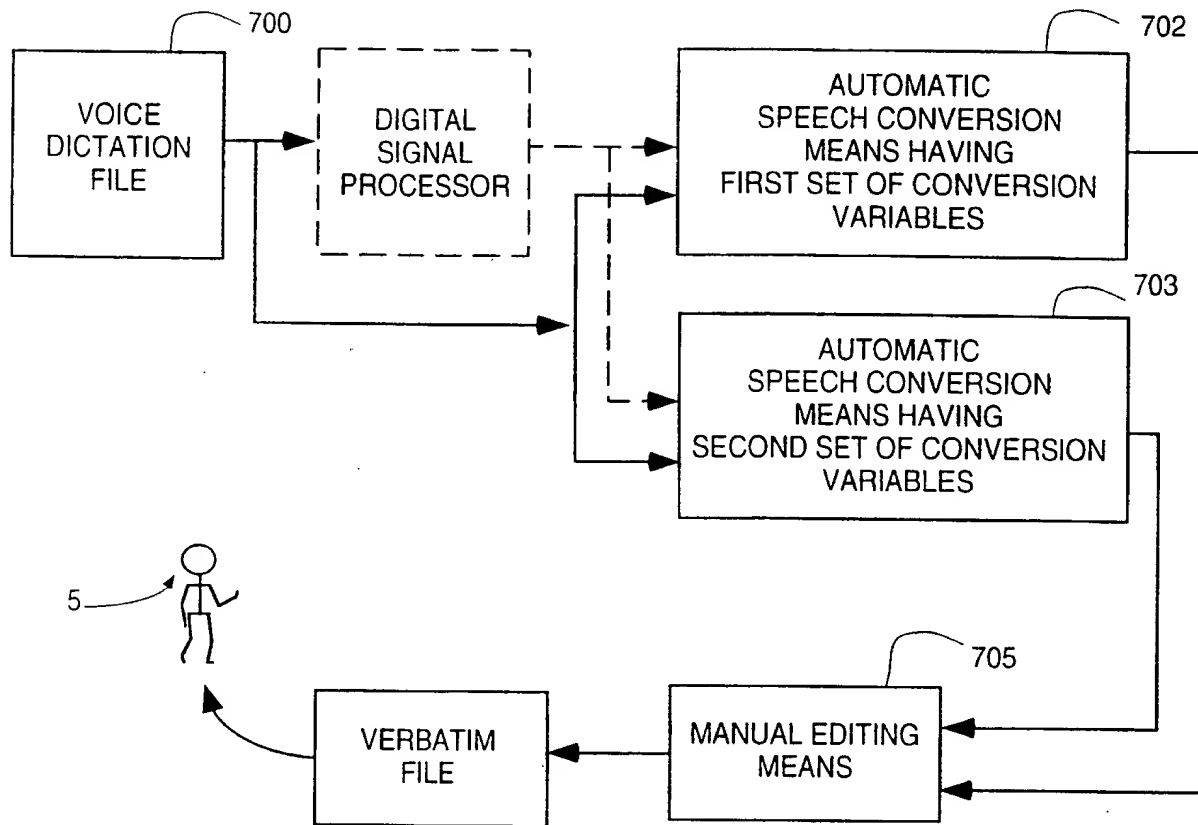 700
VOICE
DICTATION
FILE
DIGITAL
SIGNAL
PROCESSOR
702
AUTOMATIC
SPEECH CONVERSION
MEANS HAVING
FIRST SET OF CONVERSION
VARIABLES
703
AUTOMATIC
SPEECH CONVERSION
MEANS HAVING
SECOND SET OF CONVERSION
VARIABLES
5
VERBATIM
FILE
705
MANUAL EDITING
MEANS